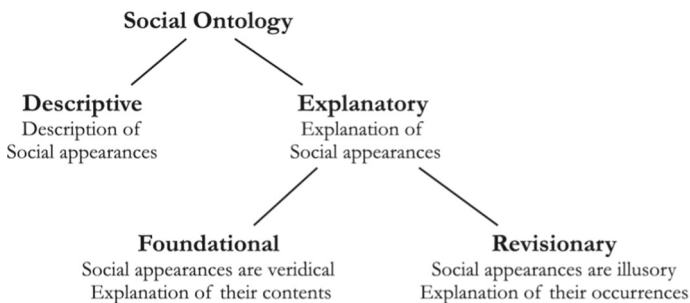 Social Ontology
Descriptive
Description of
Social appearances
Explanatory
Explanation of
Social appearances
Foundational
Social appearances are veridical
Explanation of their contents
Revisionary
Social appearances are illusory
Explanation of their occurrences